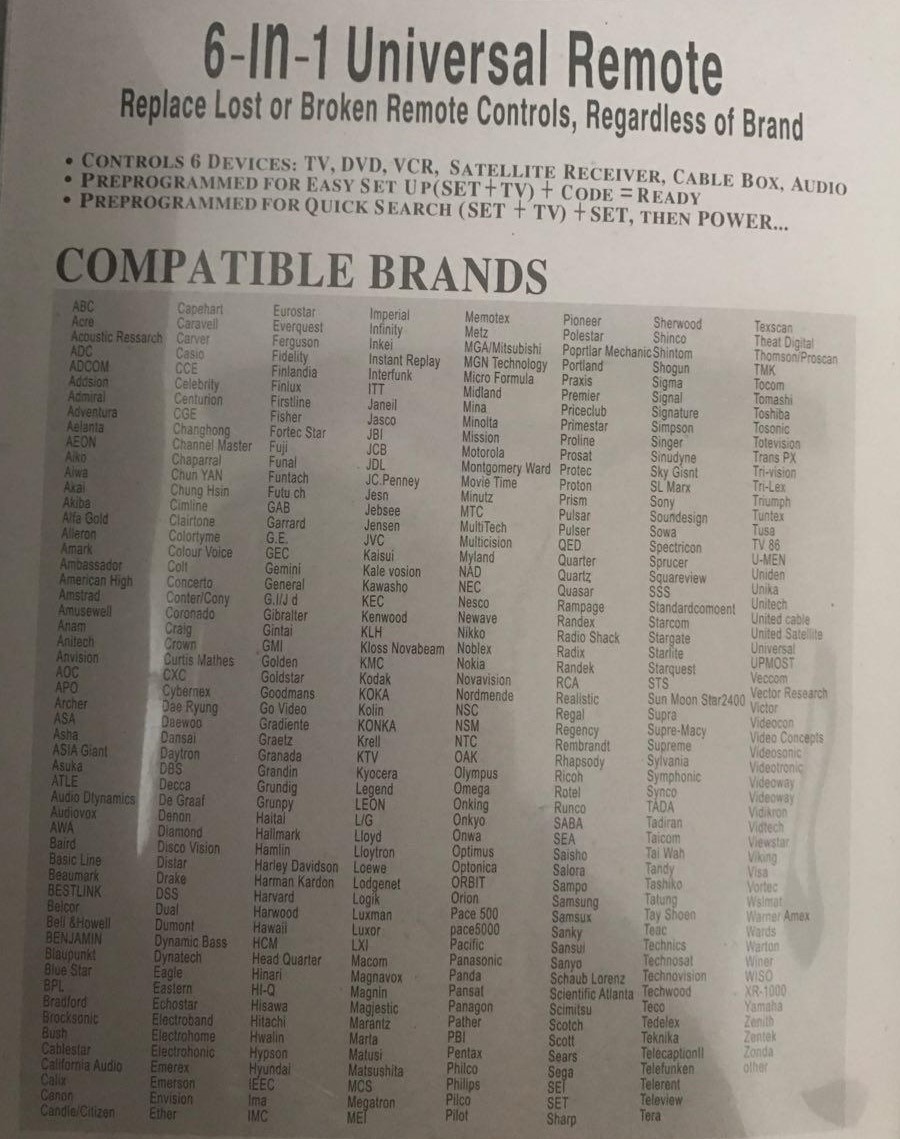 6-In-1 Universal Remote
Replace Lost or Broken Remote Controls, Regardless of Brand
• CONTROLS 6 DEVICES: TV, DVD, VCR, SATELLITE RECEIVER, CABLE BOX, AUDIO
• PREPROGRAMMED FOR EASY SET UP(SET+TV) + CODE =READY
• PREPROGRAMMED FOR QUICK SEARCH (SET + TV) +SET, THEN POWER...
COMPATIBLE BRANDS
ABC
Acre
Acoustic Ressarch
ADC
ADCOM
Addsion
Admiral
Adventura
Aelanta
AEON
Aiko
Aiwa
Akai
Akiba
Alfa Gold
Alleron
Amark
Ambassador
American High
Amstrad
Amusewell
Anam
Anitech
Anvision
AOC
APO
Archer
ASA
Asha
ASIA Giant
Asuka
ATLE
Audio Dtynamics
Audiovox
AWA
Baird
Basic Line
Beaumark
BESTLINK
Belcor
Bell &Howell
BENJAMIN
Blaupunkt
Blue Star
BPL
Bradford
Brocksonic
Bush
Cablestar
California Audio
Calix
Canon
Candle/Citizen
Capehart
Caravell
Carver
Casio
CCE
Celebrity
Centurion
CGE
Changhong
Channel Master
Chaparral
Chun YAN
Chung Hsin
Cimline
Clairtone
Colortyme
Colour Voice
Colt
Concerto
Conter/Cony
Coronado
Craig
Crown
Curtis Mathes
CXC
Cybernex
Dae Ryung
Daewoo
Dansai
Daytron
DBS
Decca
De Graaf
Denon
Diamond
Disco Vision
Distar
Drake
DSS
Dual
Dumont
Dynamic Bass
Dynatech
Eagle
Eastern
Echostar
Electroband
Electrohome
Electrohonic
Emerex
Emerson
Envision
Ether
Eurostar
Everquest
Ferguson
Fidelity
Finlandia
Finlux
Firstline
Fisher
Fortec Star
Fuji
Funal
Funtach
Futu ch
GAB
Garrard
G.E.
GEC
Gemini
General
G.I/J d
Gibralter
Gintai
GMI
Golden
Goldstar
Goodmans
Go Video
Gradiente
Graetz
Granada
Grandin
Grundig
Grunpy
Haital
Hallmark
Hamlin
Harley Davidson
Harman Kardon
Harvard
Harwood
Hawaii
HCM
Head Quarter
Hinari
HI-Q
Hisawa
Hitachi
Hwalin
Hypson
Hyundai
IEEC
Ima
IMC
Imperial
Infinity
Inkei
Instant Replay
Interfunk
ITT
Janeil
Jasco
JBI
JCB
JDL
JC.Penney
Jesn
Jebsee
Jensen
JVC
Kaisui
Kale vosion
Kawasho
KEC
Kenwood
KLH
Kloss Novabeam
KMC
Kodak
KOKA
Kolin
KONKA
Krell
KTV
Kyocera
Legend
LEON
L/G
Lloyd
Lloytron
Loewe
Lodgenet
Logik
Luxman
Luxor
LXI
Macom
Magnavox
Magnin
Magjestic
Marantz
Marta
Matusi
Matsushita
MCS
Megatron
MEI
Memotex
Metz
MGA/Mitsubishi
MGN Technology
Micro Formula
Midland
Mina
Minolta
Mission
Motorola
Montgomery Ward
Movie Time
Minutz
MTC
MultiTech
Multicision
Myland
NAD
NEC
Nesco
Newave
Nikko
Noblex
Nokia
Novavision
Nordmende
NSC
NSM
NTC
OAK
Olympus
Omega
Onking
Onkyo
Onwa
Optimus
Optonica
ORBIT
Orion
Pace 500
pace5000
Pacific
Panasonic
Panda
Pansat
Panagon
Pather
PBI
Pentax
Philco
Philips
Pilco
Pilot
Pioneer
Polestar
Poprtiar Mechanic
Portland
Praxis
Premier
Priceclub
Primestar
Proline
Prosat
Protec
Proton
Prism
Pulsar
Pulser
QED
Quarter
Quartz
Quasar
Rampage
Randex
Radio Shack
Radix
Randek
RCA
Realistic
Regal
Regency
Rembrandt
Rhapsody
Ricoh
Rotel
Runco
SABA
SEA
Saisho
Salora
Sampo
Samsung
Samsux
Sanky
Sansui
Sanyo
Schaub Lorenz
Scientific Atlanta
Scimitsu
Scotch
Scott
Sears
Sega
SEI
SET
Sharp
Sherwood
Shinco
Shintom
Shogun
Sigma
Signal
Signature
Simpson
Singer
Sinudyne
Sky Gisnt
SL Marx
Sony
Soundesign
Sowa
Spectricon
Sprucer
Squareview
SSS
Standardcomoent
Starcom
Stargate
Starlite
Starquest
STS
Sun Moon Star2400
Supra
Supre-Macy
Supreme
Sylvania
Symphonic
Synco
TADA
Tadiran
Taicom
Tai Wah
Tandy
Tashiko
Tatung
Tay Shoen
Teac
Technics
Technosat
Technovision
Techwood
Teco
Tedelex
Teknika
TelecaptionII
Telefunken
Telerent
Teleview
Tera
Texscan
Theat Digital
Thomson/Proscan
TMK
Tocom
Tomashi
Toshiba
Tosonic
Totevision
Trans PX
Tri-vision
Tri-Lex
Triumph
Tuntex
Tusa
TV 86
U-MEN
Uniden
Unika
Unitech
United cable
United Satellite
Universal
UPMOST
Veccom
Vector Research
Victor
Videocon
Video Concepts
Videosonic
Videotronic
Videoway
Videoway
Vidikron
Vidtech
Viewstar
Viking
Visa
Vortec
Walmat
Warner Amex
Wards
Warton
Winer
WISO
XR-1000
Yamaha
Zenith
Zentek
Zonda
other